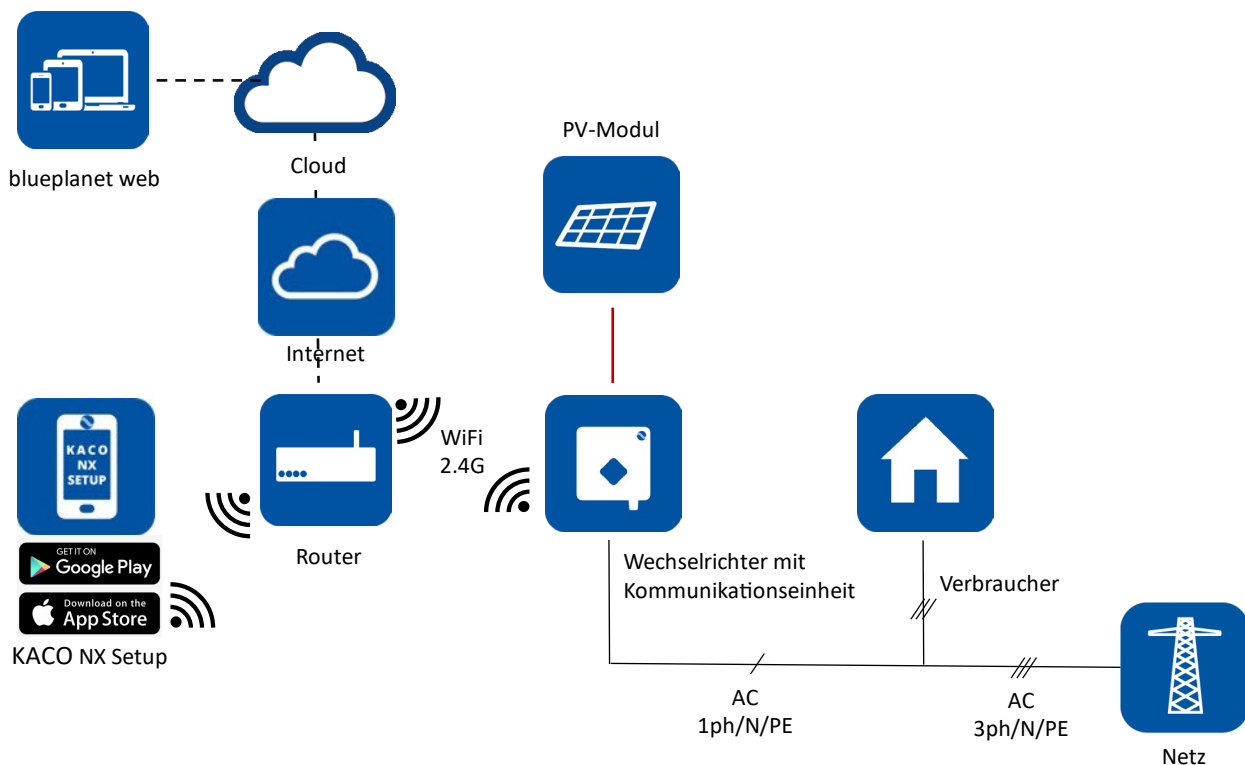 blueplanet web
Cloud
PV-Modul
Internet
KACO
NX
SETUP
WiFi
2.4G
GET IT ON
Google Play
Download on the
App Store
KACO NX Setup
Router
Wechselrichter mit
Kommunikationseinheit
Verbraucher
AC
1ph/N/PE
AC
3ph/N/PE
Netz